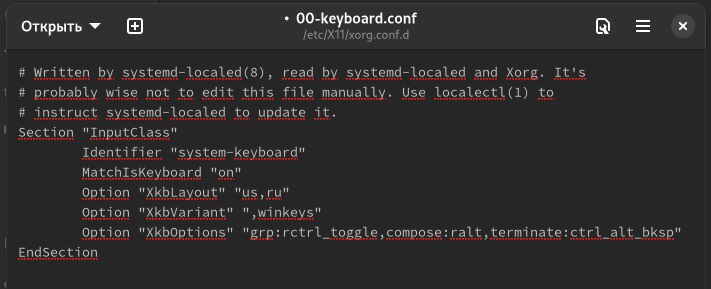 Открыть
• 00-keyboard.conf
/etc/X11/xorg.conf.d
# Written by systemd-localed(8), read by systemd-localed and Xorg. It's
# probably wise not to edit this file manually. Use localectl(1) to
# instruct systemd-localed to update it.
Section "InputClass"
        Identifier "system-keyboard"
        MatchIsKeyboard "on"
        Option "XkbLayout" "us,ru"
        Option "XkbVariant" ",winkeys"
        Option "XkbOptions" "grp:rctrl_toggle,compose:ralt,terminate:ctrl_alt_bksp"
EndSection